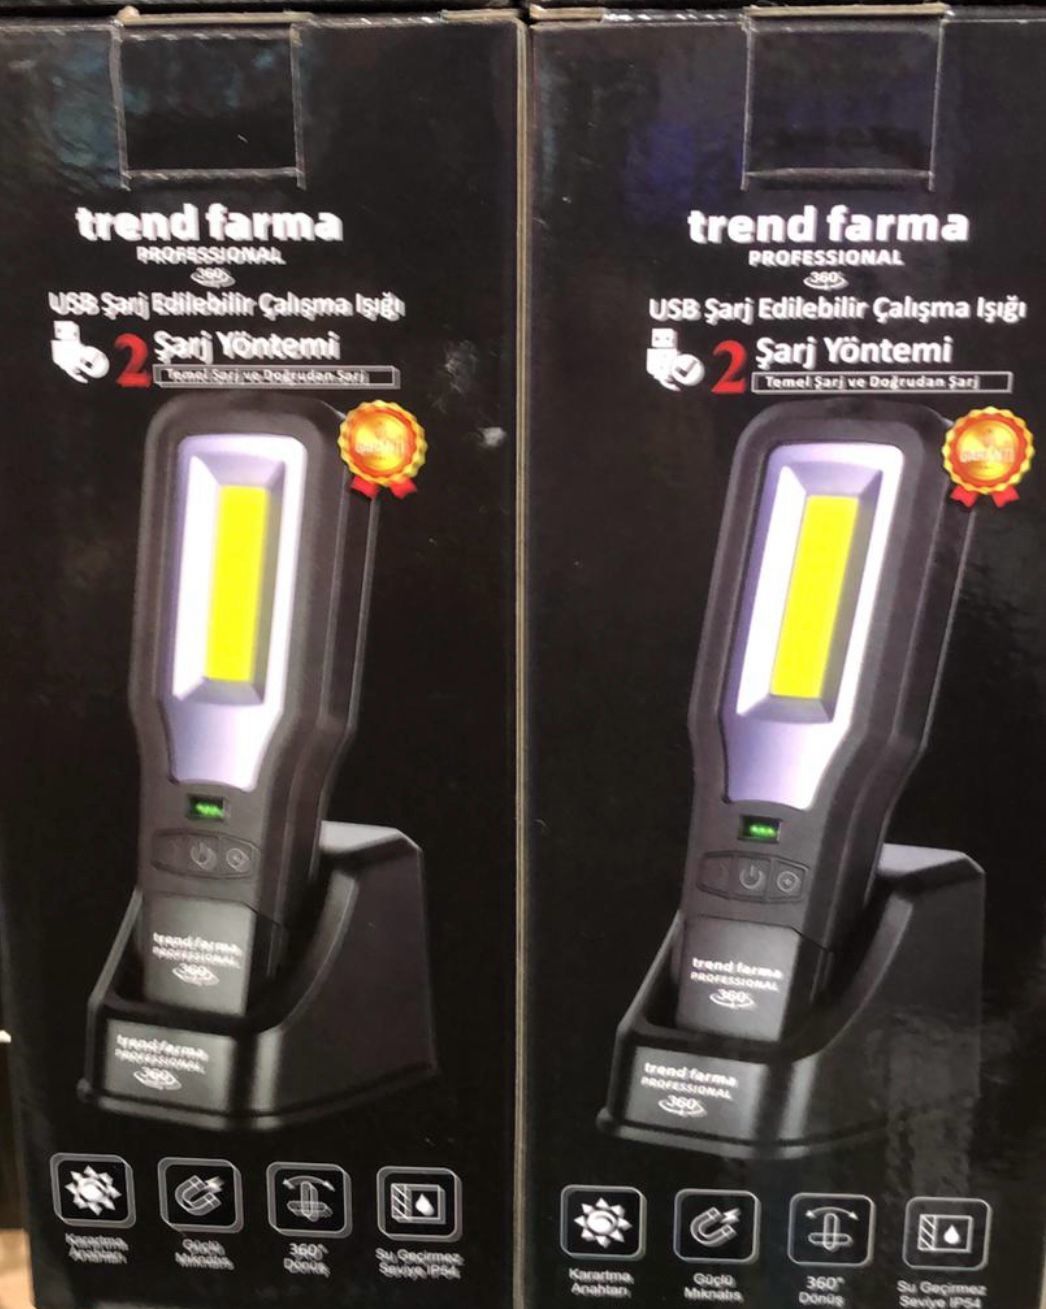 trend farma
PROFESSIONAL
360
USB Şarj Edilebilir Çalışma Işığı
2 Şarj Yöntemi
Temel Şarj ve Doğrudan Şarj
trend farma
PROFESSIONAL
360
trend farma
PROFESSIONAL
360
Karartma
Anahtarı
Güçlü
Mıknatıs
360°
Dönüş
Su Geçirmez
Seviye IP54
trend farma
PROFESSIONAL
360
USB Şarj Edilebilir Çalışma Işığı
2 Şarj Yöntemi
Temel Şarj ve Doğrudan Şarj
GARANTİ
trend farma
PROFESSIONAL
360
trend farma
PROFESSIONAL
360
Karartma
Anahtarı
Güçlü
Mıknatıs
360°
Dönüş
Su Geçirmez
Seviye IP54